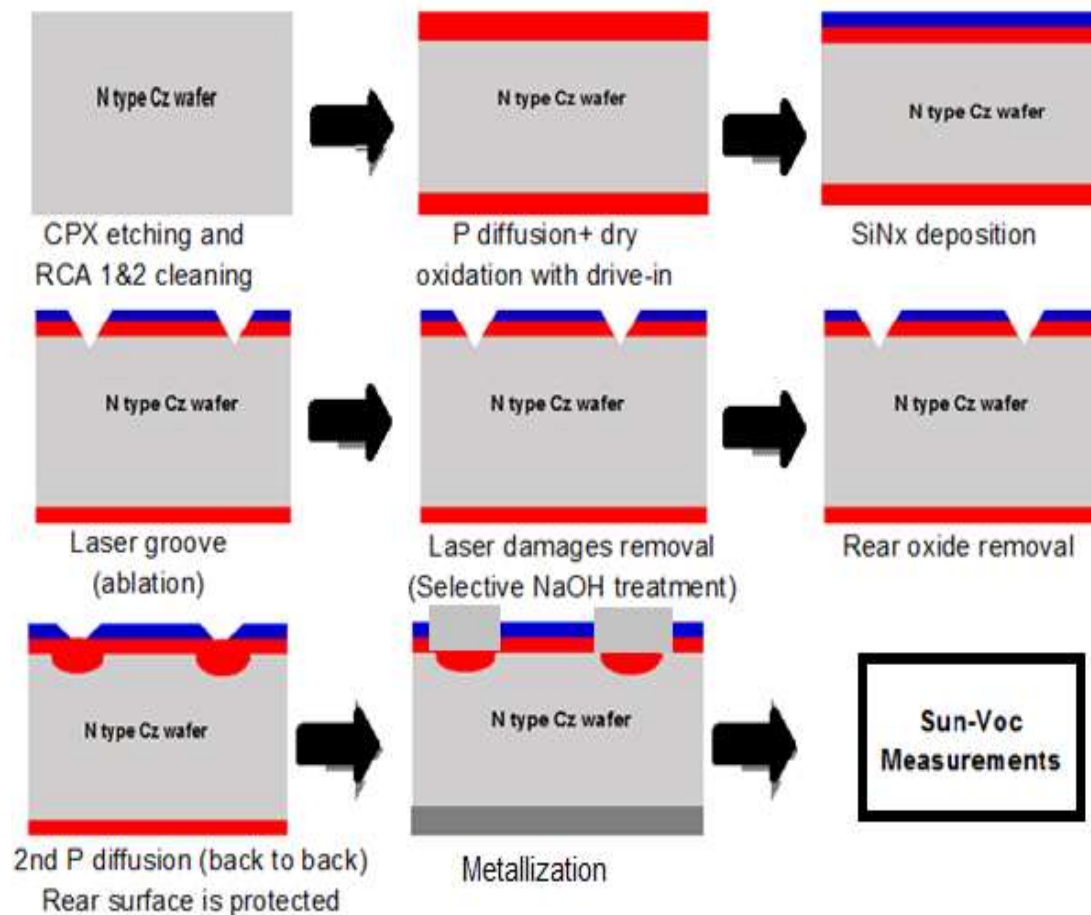 N type Cz wafer
N type Cz wafer
N type Cz wafer
CPX etching and
RCA 1&2 cleaning
P diffusion+ dry
oxidation with drive-in
SiNx deposition
N type Cz wafer
N type Cz wafer
N type Cz wafer
Laser groove
(ablation)
Laser damages removal
(Selective NaOH treatment)
Rear oxide removal
N type Cz wafer
N type Cz wafer
Sun-Voc
Measurements
2nd P diffusion (back to back)
Rear surface is protected
Metallization